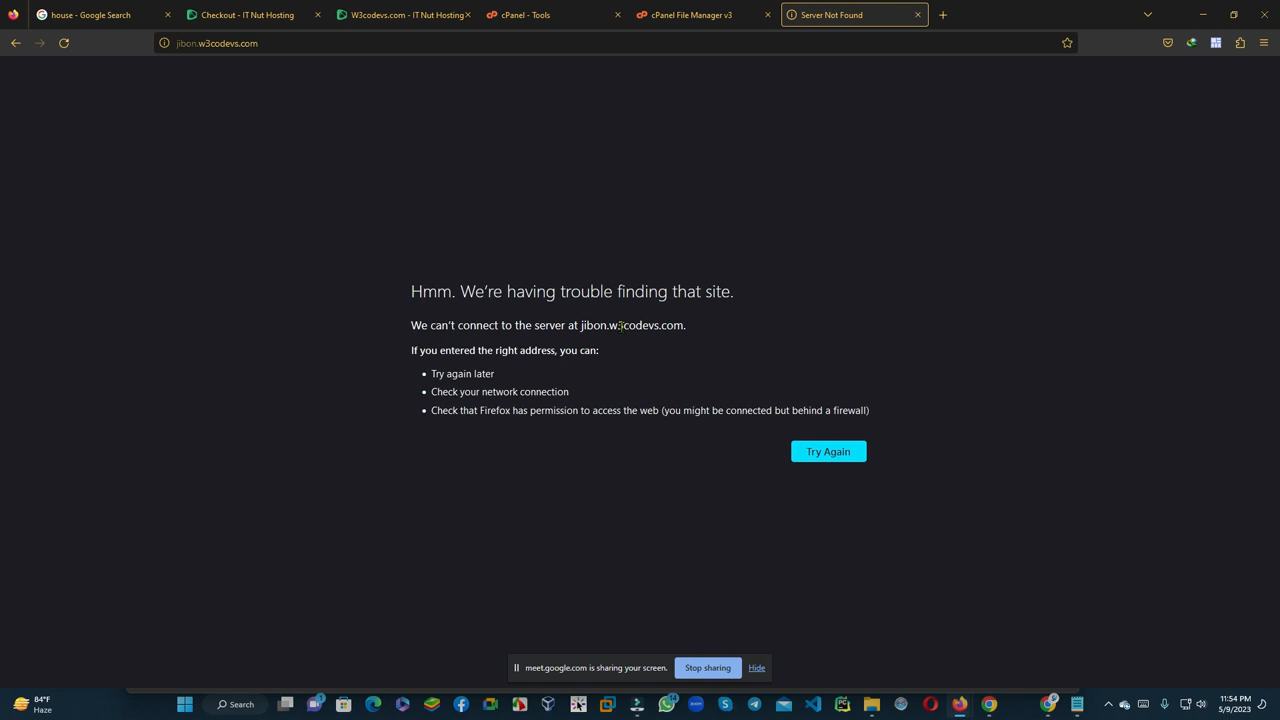 house - Google Search
Checkout - IT Nut Hosting
W3codevs.com - IT Nut Hosting
cPanel - Tools
cPanel File Manager v3
Server Not Found
jibon.w3codevs.com
Hmm. We're having trouble finding that site.
We can't connect to the server at jibon.w3codevs.com.
If you entered the right address, you can:
Try again later
Check your network connection
Check that Firefox has permission to access the web (you might be connected but behind a firewall)
Try Again
meet.google.com is sharing your screen.
Stop sharing
Hide
84°F
Haze
Search
11:54 PM
5/9/2023